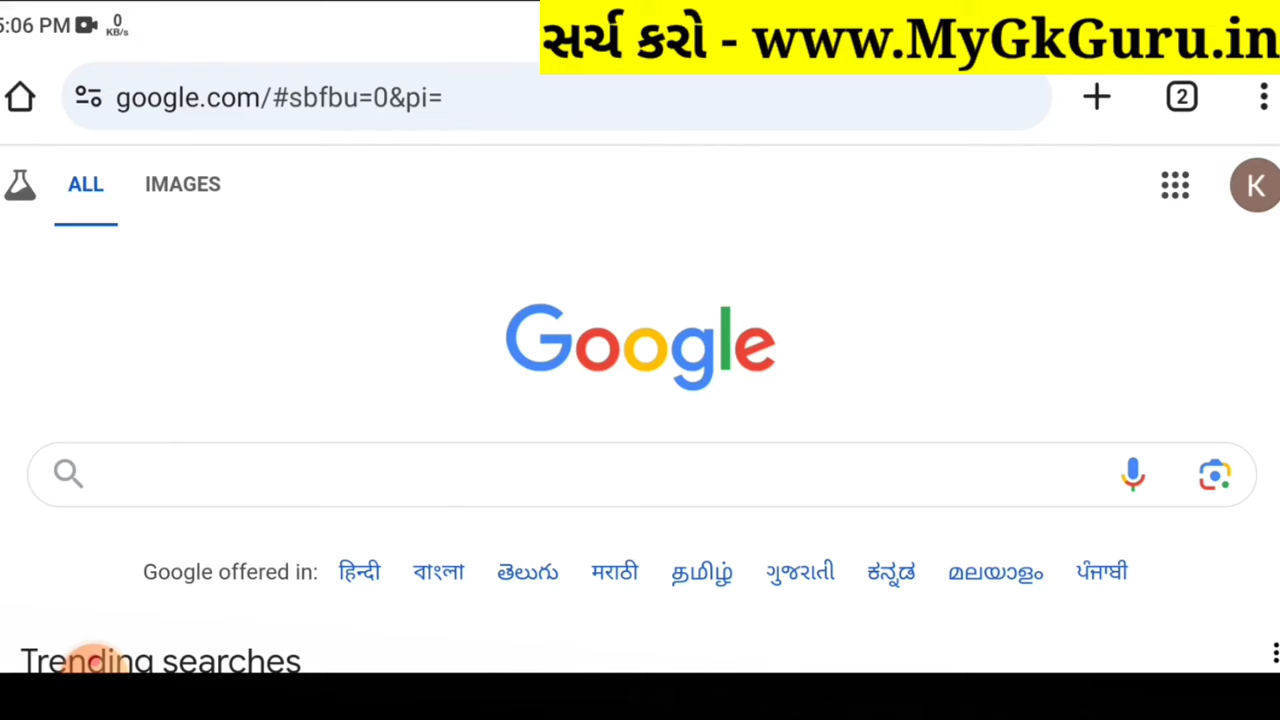 5:06 PM 0 KB/s
સર્ચ કરો - www.MyGkGuru.in
google.com/#sbfbu=0&pi=
2
ALL IMAGES
K
Google
Google offered in: हिन्दी বাংলা తెలుగు मराठी தமிழ் ગુજરાતી ಕನ್ನಡ മലയാളം ਪੰਜਾਬੀ
Trending searches